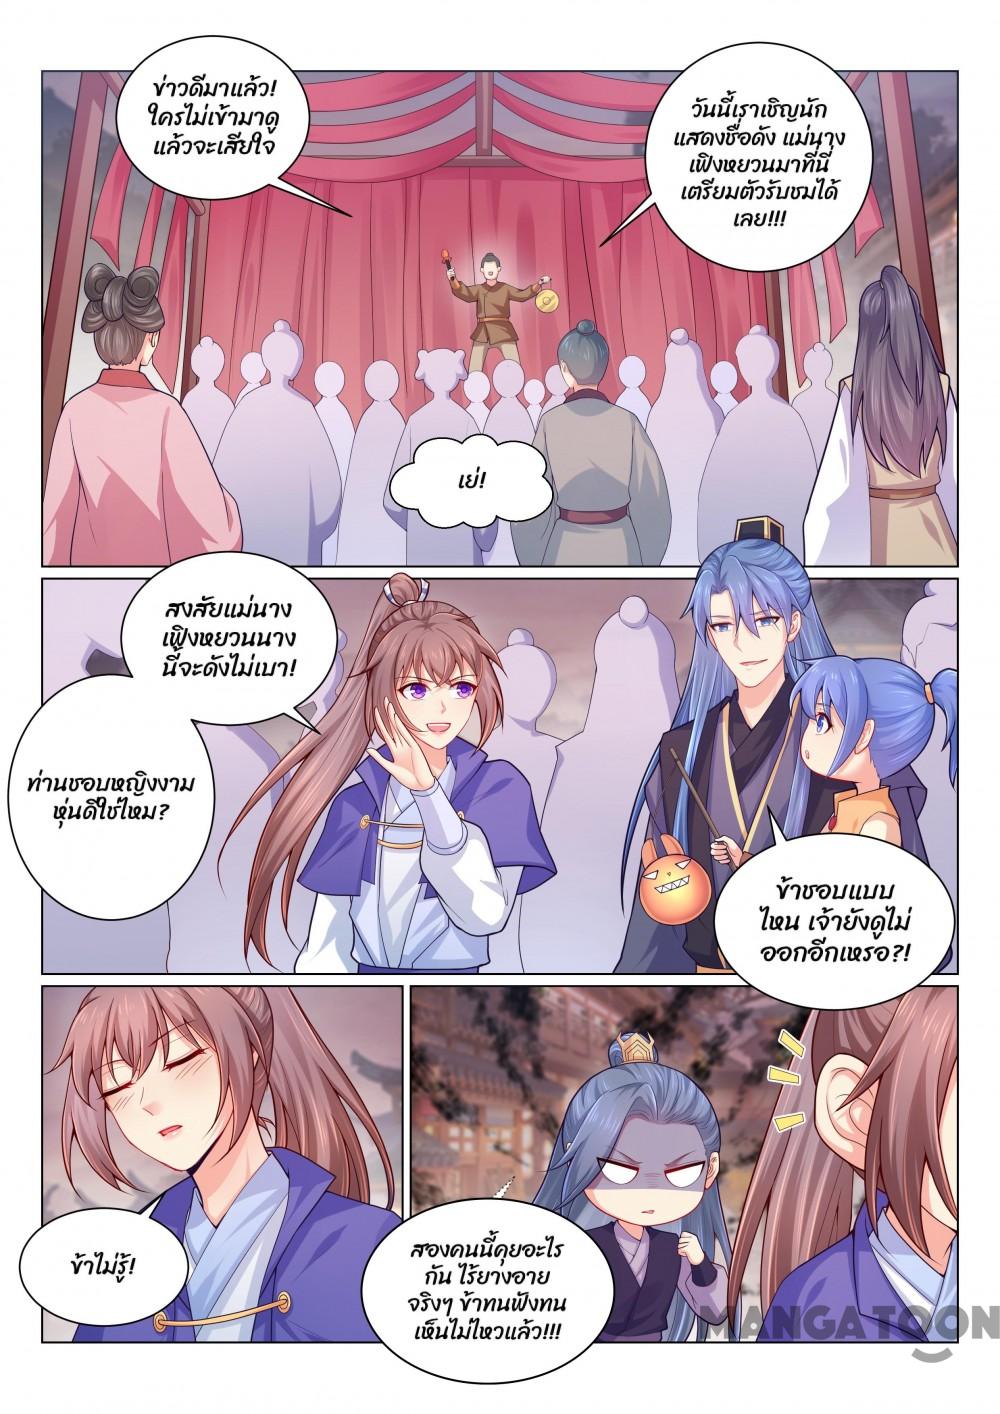 ข่าวดีมาแล้ว!
ใครไม่เข้ามาดู
แล้วจะเสียใจ
วันนี้เราเชิญนัก
แสดงชื่อดัง แม่นาง
เฟิงหยวนมาที่นี่
เตรียมตัวรับชมได้
เลย!!!
เย่!
สงสัยแม่นาง
เฟิงหยวนนาง
นี้จะดังไม่เบา!
ท่านชอบหญิงงาม
หุ่นดีใช่ไหม?
ข้าชอบแบบ
ไหน เจ้ายังดูไม่
ออกอีกเหรอ?!
ข้าไม่รู้!
สองคนนี้คุยอะไร
กัน ไร้ยางอาย
จริงๆ ข้าทนฟังทน
เห็นไม่ไหวแล้ว!!!
MANGATOON